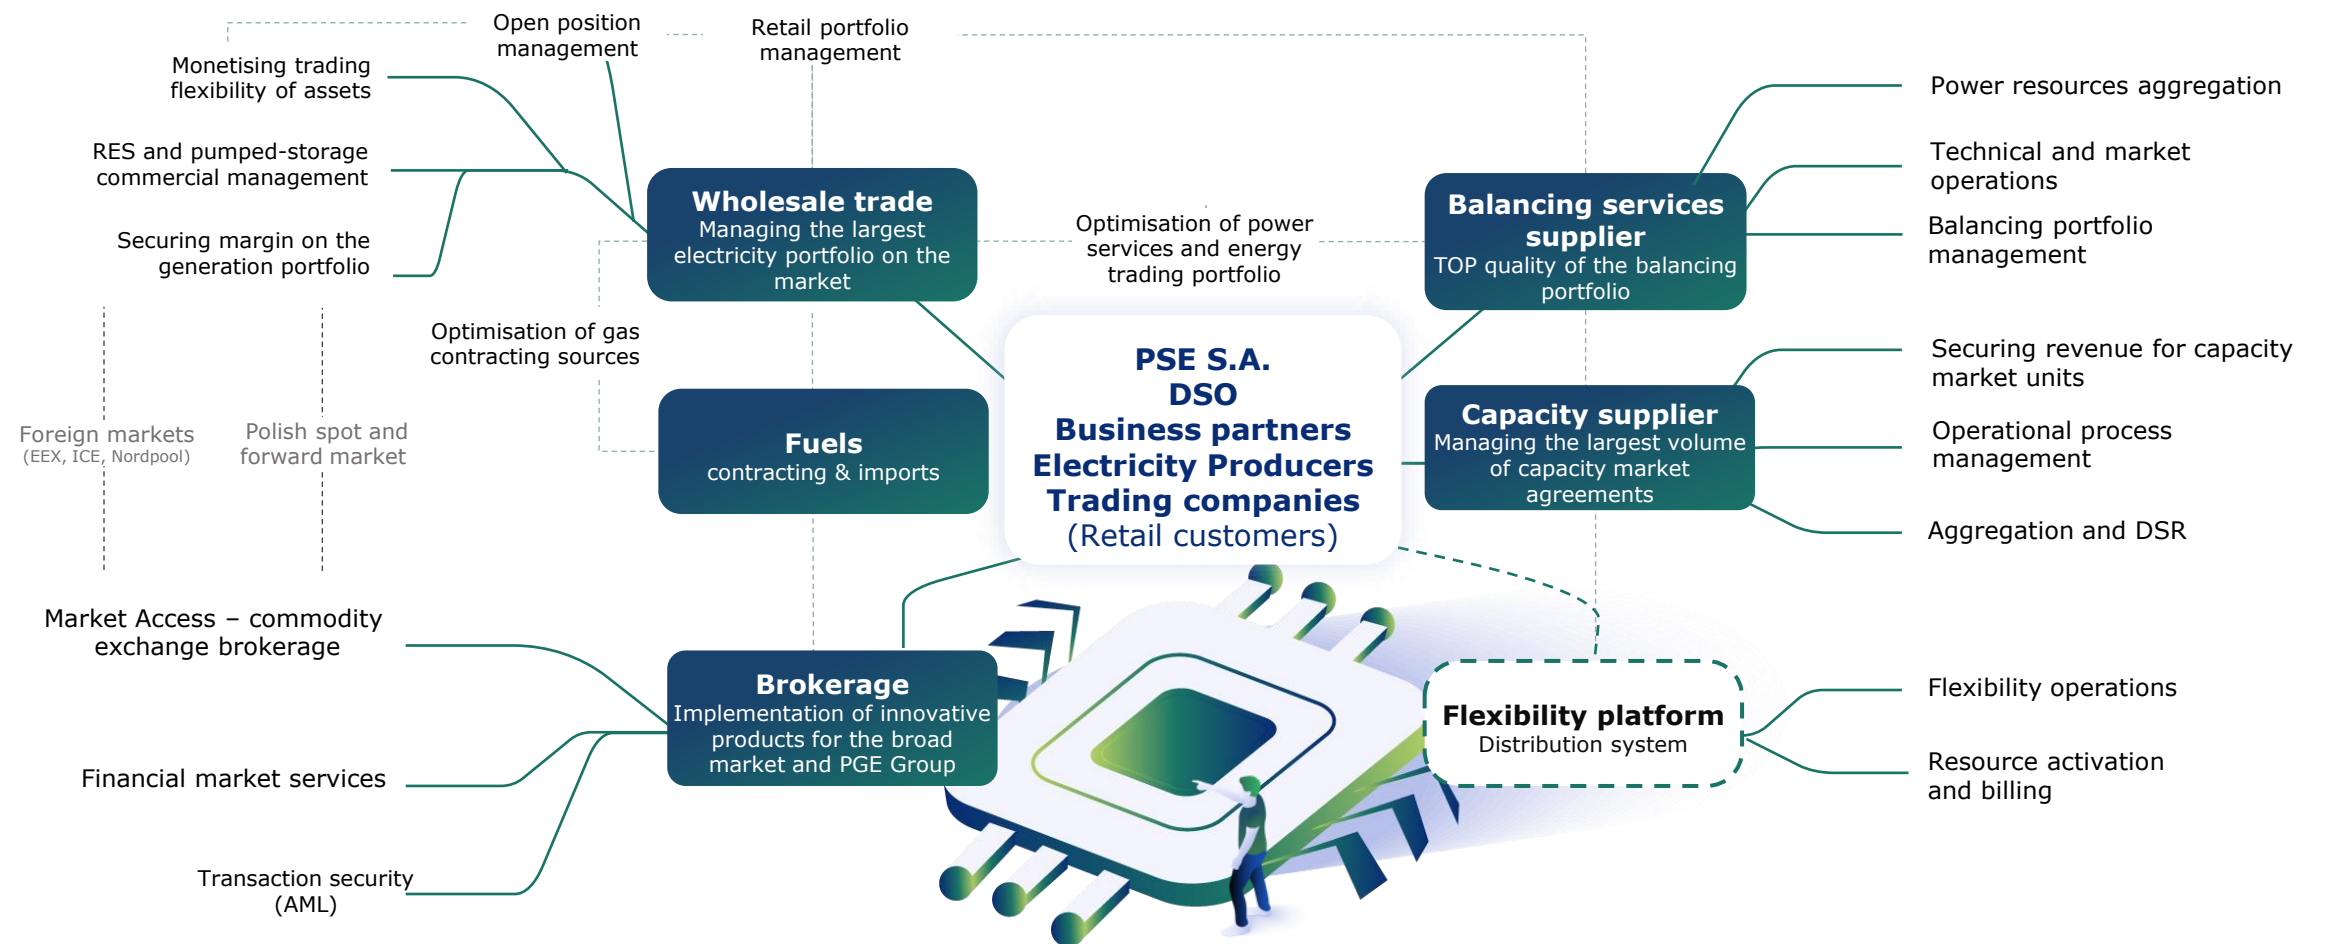 Open position
management
Retail portfolio
management
Monetising trading
flexibility of assets
RES and pumped-storage
commercial management
Securing margin on the
generation portfolio
Wholesale trade
Managing the largest
electricity portfolio on the
market
Optimisation of power
services and energy
trading portfolio
Balancing services
supplier
TOP quality of the balancing
portfolio
Power resources aggregation
Technical and market
operations
Balancing portfolio
management
Optimisation of gas
contracting sources
Foreign markets
(EEX, ICE, Nordpool)
Polish spot and
forward market
Fuels
contracting & imports
PSE S.A.
DSO
Business partners
Electricity Producers
Trading companies
(Retail customers)
Capacity supplier
Managing the largest volume
of capacity market
agreements
Securing revenue for capacity
market units
Operational process
management
Aggregation and DSR
Market Access – commodity
exchange brokerage
Financial market services
Transaction security
(AML)
Brokerage
Implementation of innovative
products for the broad
market and PGE Group
Flexibility platform
Distribution system
Flexibility operations
Resource activation
and billing